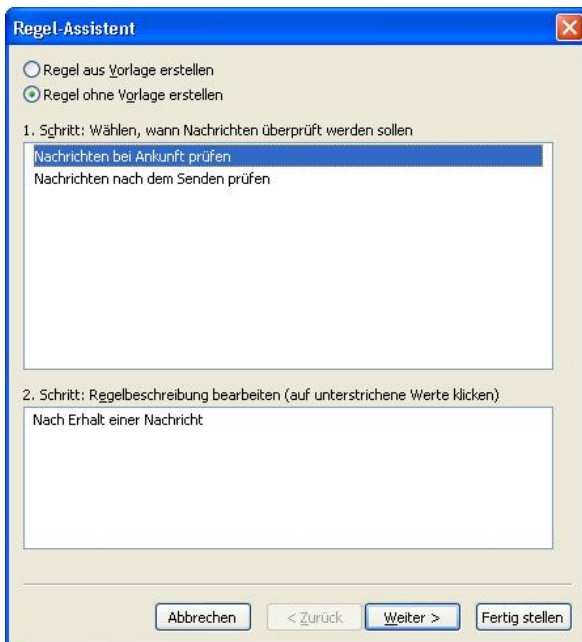 Regel-Assistent
Regel aus Vorlage erstellen
Regel ohne Vorlage erstellen
1. Schritt: Wählen, wann Nachrichten überprüft werden sollen
Nachrichten bei Ankunft prüfen
Nachrichten nach dem Senden prüfen
2. Schritt: Regelbeschreibung bearbeiten (auf unterstrichene Werte klicken)
Nach Erhalt einer Nachricht
Abbrechen < Zurück Weiter > Fertig stellen